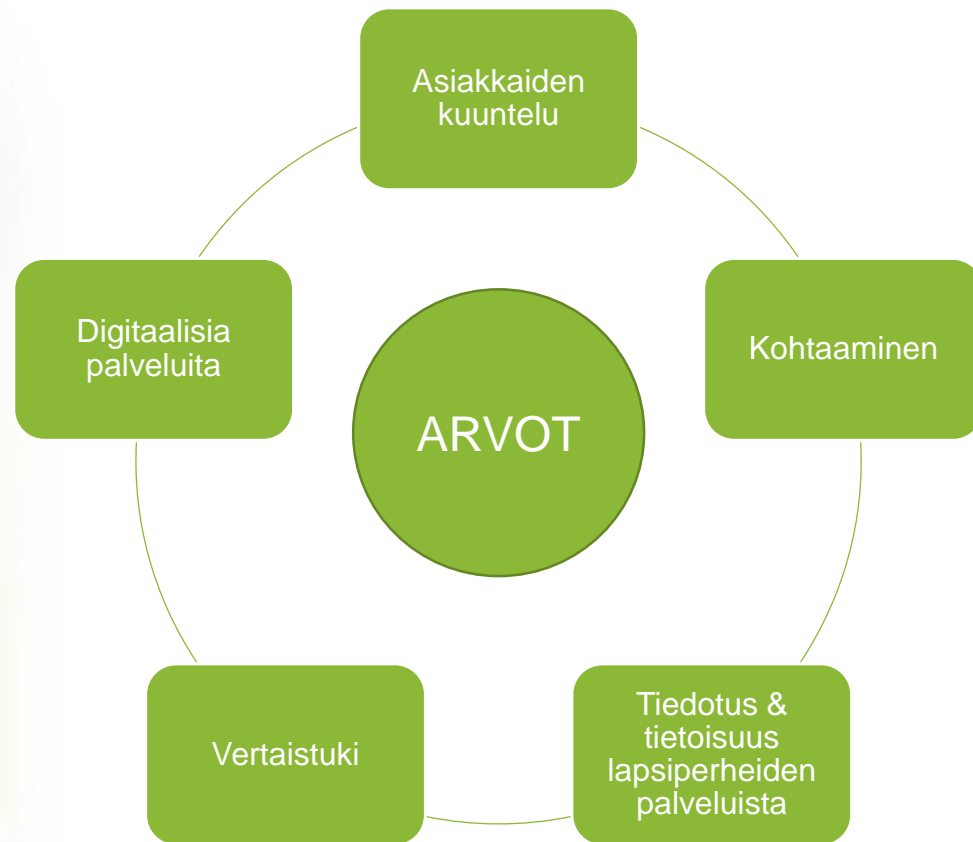 Asiakkaiden
kuuntelu
Kohtaaminen
Tiedotus &
tietoisuus
lapsiperheiden
palveluista
Vertaistuki
Digitaalisia
palveluita
ARVOT